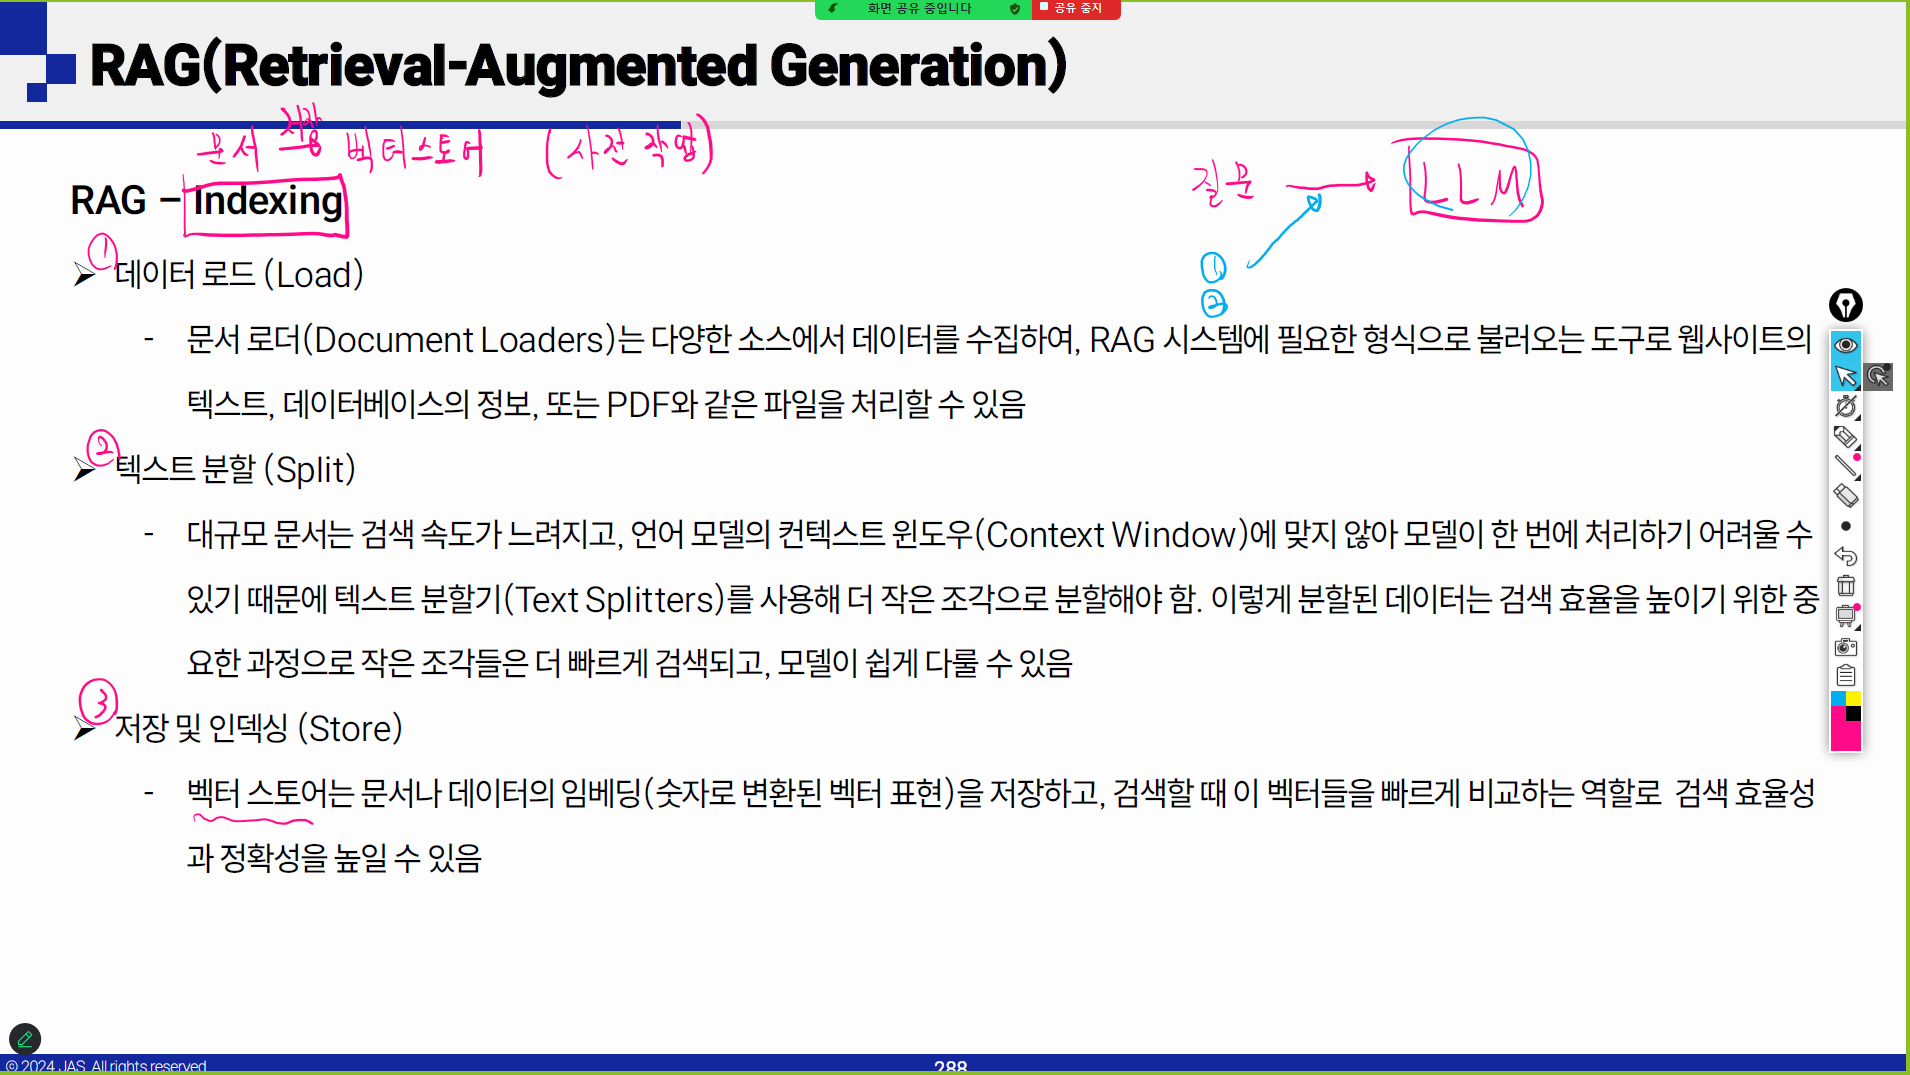 화면 공유 중입니다 공유 중지
RAG(Retrieval-Augmented Generation)
문서 저장 벡터스토어 (사전 작업)
질문 LLM
RAG – Indexing
①
데이터 로드 (Load)
①
②
- 문서 로더(Document Loaders)는 다양한 소스에서 데이터를 수집하여, RAG 시스템에 필요한 형식으로 불러오는 도구로 웹사이트의
텍스트, 데이터베이스의 정보, 또는 PDF와 같은 파일을 처리할 수 있음
②
텍스트 분할 (Split)
- 대규모 문서는 검색 속도가 느려지고, 언어 모델의 컨텍스트 윈도우(Context Window)에 맞지 않아 모델이 한 번에 처리하기 어려울 수
있기 때문에 텍스트 분할기(Text Splitters)를 사용해 더 작은 조각으로 분할해야 함. 이렇게 분할된 데이터는 검색 효율을 높이기 위한 중
요한 과정으로 작은 조각들은 더 빠르게 검색되고, 모델이 쉽게 다룰 수 있음
③
저장 및 인덱싱 (Store)
- 벡터 스토어는 문서나 데이터의 임베딩(숫자로 변환된 벡터 표현)을 저장하고, 검색할 때 이 벡터들을 빠르게 비교하는 역할로 검색 효율성
과 정확성을 높일 수 있음
© 2024 JAS. All rights reserved
288